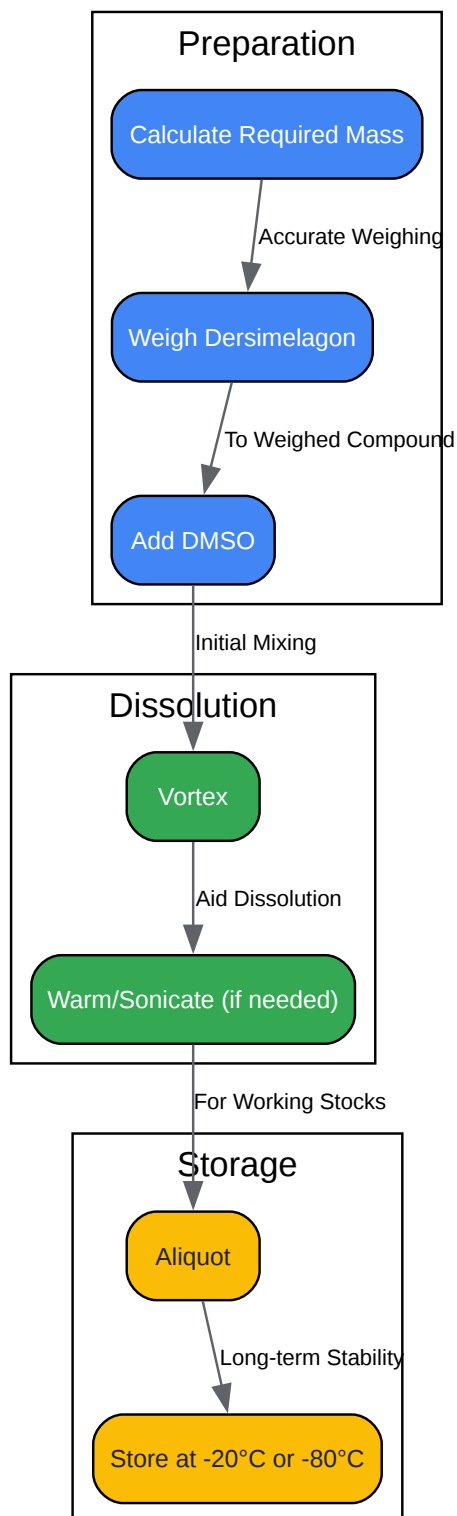 Preparation
Calculate Required Mass
Accurate Weighing
Weigh Dersimelagon
To Weighed Compound
Add DMSO
Initial Mixing
Dissolution
Vortex
Aid Dissolution
Warm/Sonicate (if needed)
For Working Stocks
Storage
Aliquot
Long-term Stability
Store at -20°C or -80°C